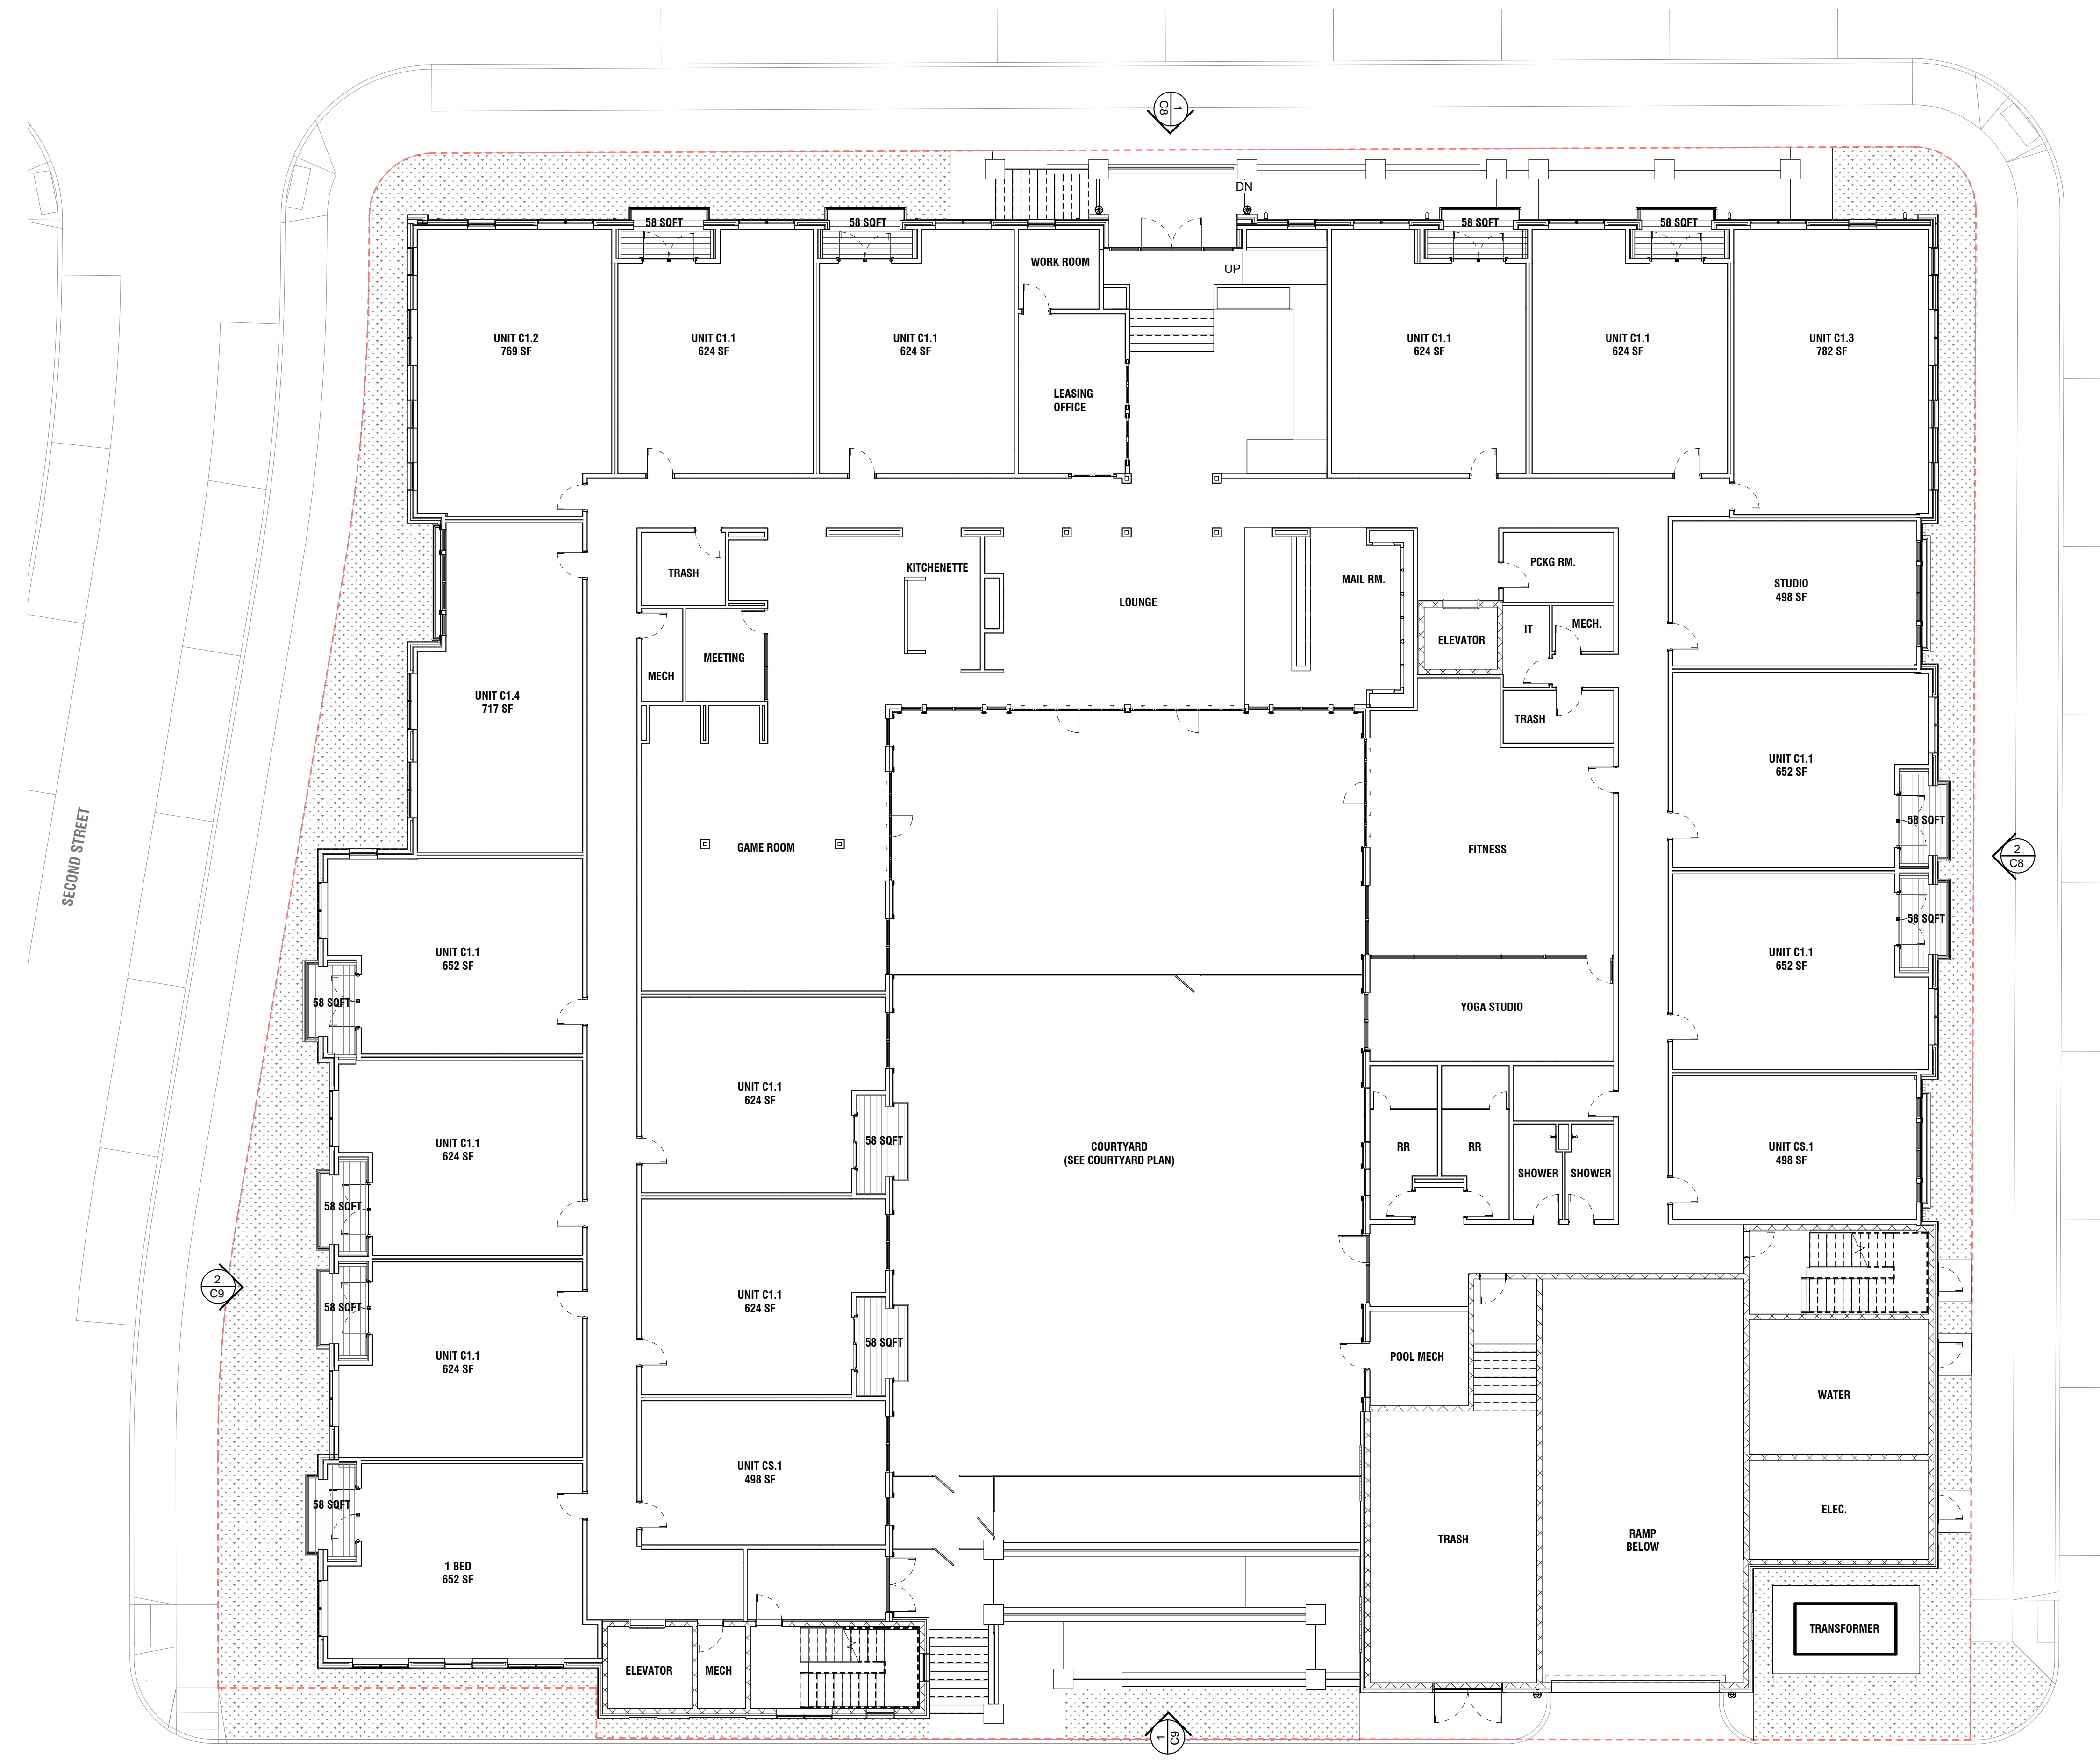 1
C8
DN
58 SQFT
58 SQFT
58 SQFT
58 SQFT
WORK ROOM
UP
UNIT C1.2
769 SF
UNIT C1.1
624 SF
UNIT C1.1
624 SF
LEASING
OFFICE
UNIT C1.1
624 SF
UNIT C1.1
624 SF
UNIT C1.3
782 SF
TRASH
KITCHENETTE
LOUNGE
MAIL RM.
PCKG RM.
STUDIO
498 SF
ELEVATOR
IT
MECH.
MECH
MEETING
UNIT C1.4
717 SF
TRASH
UNIT C1.1
652 SF
58 SQFT
SECOND STREET
GAME ROOM
FITNESS
2
C8
58 SQFT
UNIT C1.1
652 SF
UNIT C1.1
652 SF
58 SQFT
YOGA STUDIO
UNIT C1.1
624 SF
58 SQFT
UNIT C1.1
624 SF
58 SQFT
COURTYARD
(SEE COURTYARD PLAN)
RR
RR
SHOWER
SHOWER
UNIT CS.1
498 SF
2
C9
58 SQFT
UNIT C1.1
624 SF
UNIT C1.1
624 SF
58 SQFT
POOL MECH
WATER
UNIT CS.1
498 SF
58 SQFT
1 BED
652 SF
TRASH
RAMP
BELOW
ELEC.
TRANSFORMER
ELEVATOR
MECH
1
C9